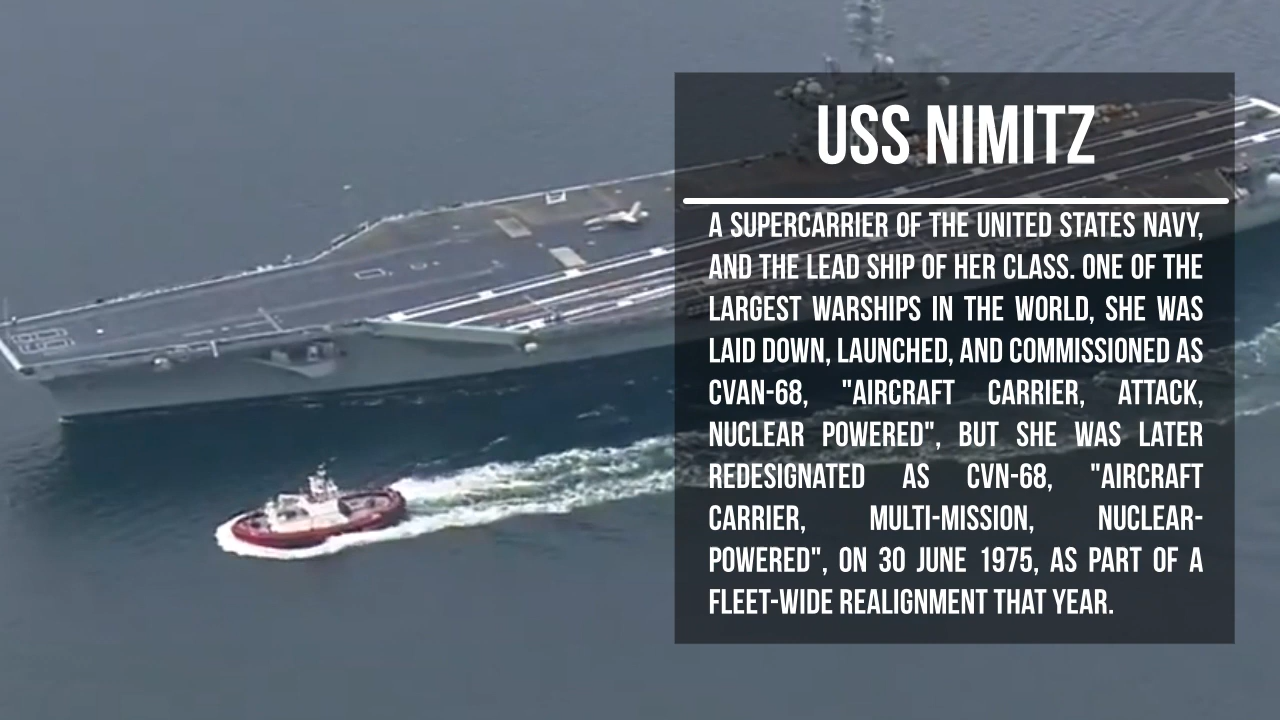 USS NIMITZ
A SUPERCARRIER OF THE UNITED STATES NAVY,
AND THE LEAD SHIP OF HER CLASS. ONE OF THE
LARGEST WARSHIPS IN THE WORLD, SHE WAS
LAID DOWN, LAUNCHED, AND COMMISSIONED AS
CVAN-68, "AIRCRAFT CARRIER, ATTACK,
NUCLEAR POWERED", BUT SHE WAS LATER
REDESIGNATED AS CVN-68, "AIRCRAFT
CARRIER, MULTI-MISSION, NUCLEAR-
POWERED", ON 30 JUNE 1975, AS PART OF A
FLEET-WIDE REALIGNMENT THAT YEAR.